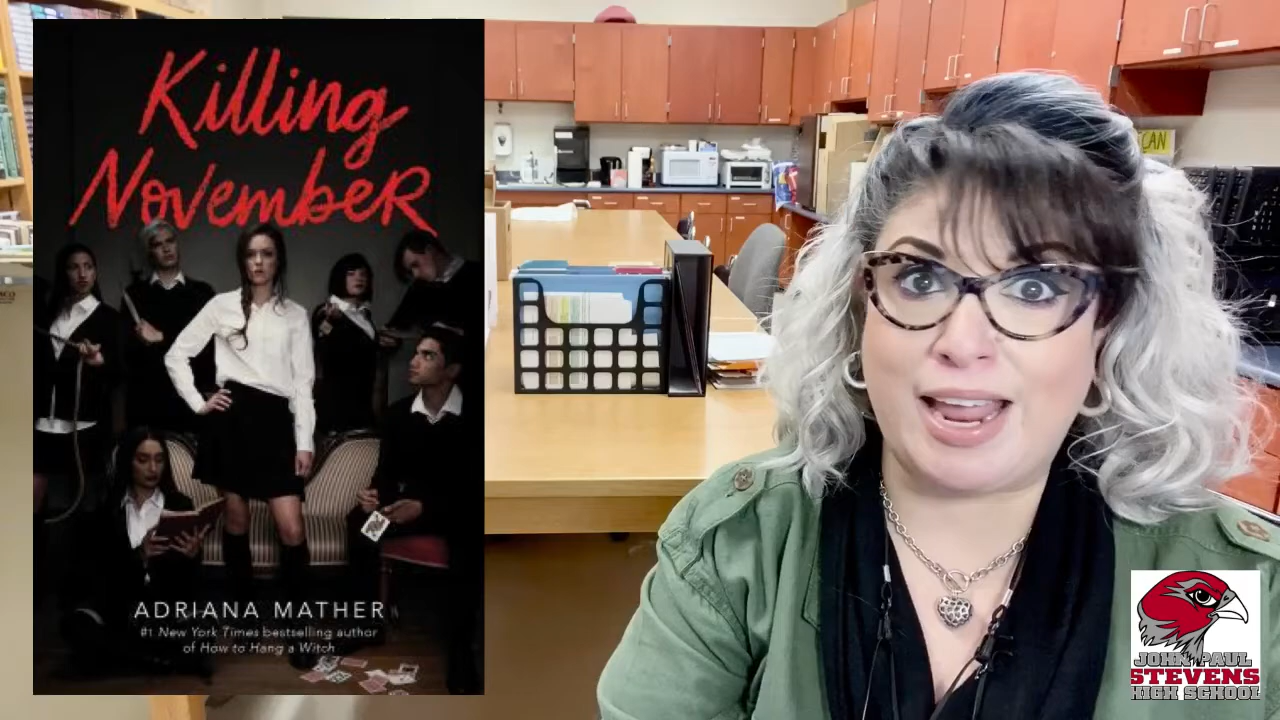 Killing
November
ADRIANA MATHER
#1 New York Times bestselling author
of How to Hang a Witch
CAN
JOHN PAUL
STEVENS
HIGH SCHOOL